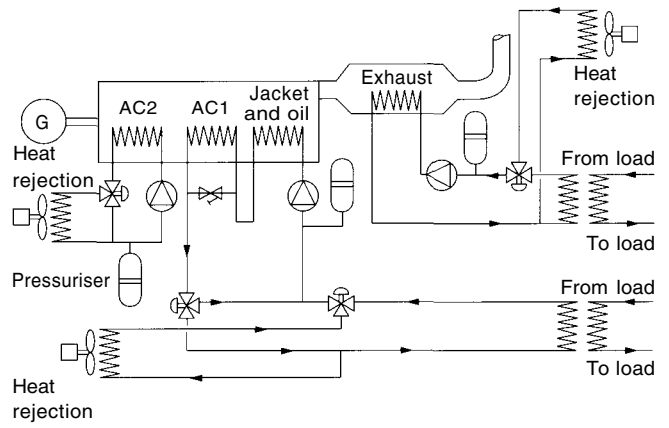 Exhaust
Heat
rejection
AC2
AC1
Jacket
and oil
G
Heat
rejection
From load
To load
Pressuriser
From load
To load
Heat
rejection